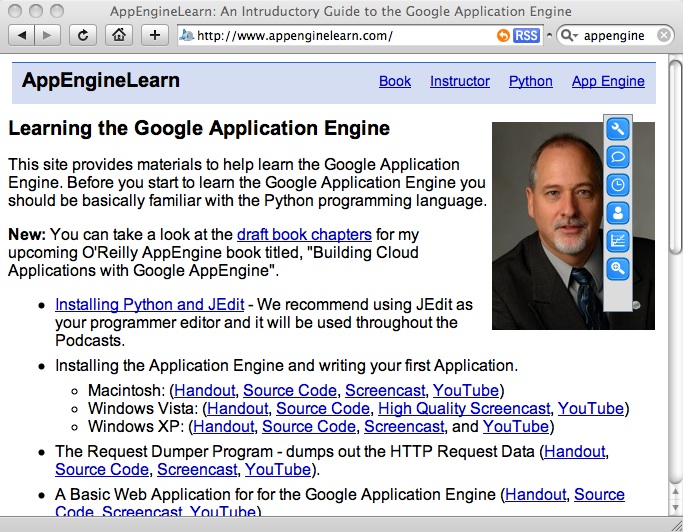 AppEngineLearn: An Intruductory Guide to the Google Application Engine
http://www.appenginelearn.com/ RSS appengine
AppEngineLearn Book Instructor Python App Engine
Learning the Google Application Engine
This site provides materials to help learn the Google Application
Engine. Before you start to learn the Google Application Engine you
should be basically familiar with the Python programming language.
New: You can take a look at the draft book chapters for my
upcoming O'Reilly AppEngine book titled, "Building Cloud
Applications with Google AppEngine".
Installing Python and JEdit - We recommend using JEdit as
your programmer editor and it will be used throughout the
Podcasts.
Installing the Application Engine and writing your first Application.
Macintosh: (Handout, Source Code, Screencast, YouTube)
Windows Vista: (Handout, Source Code, High Quality Screencast, YouTube)
Windows XP: (Handout, Source Code, Screencast, and YouTube)
The Request Dumper Program - dumps out the HTTP Request Data (Handout,
Source Code, Screencast, YouTube).
A Basic Web Application for for the Google Application Engine (Handout, Source
Code, Screencast, YouTube)